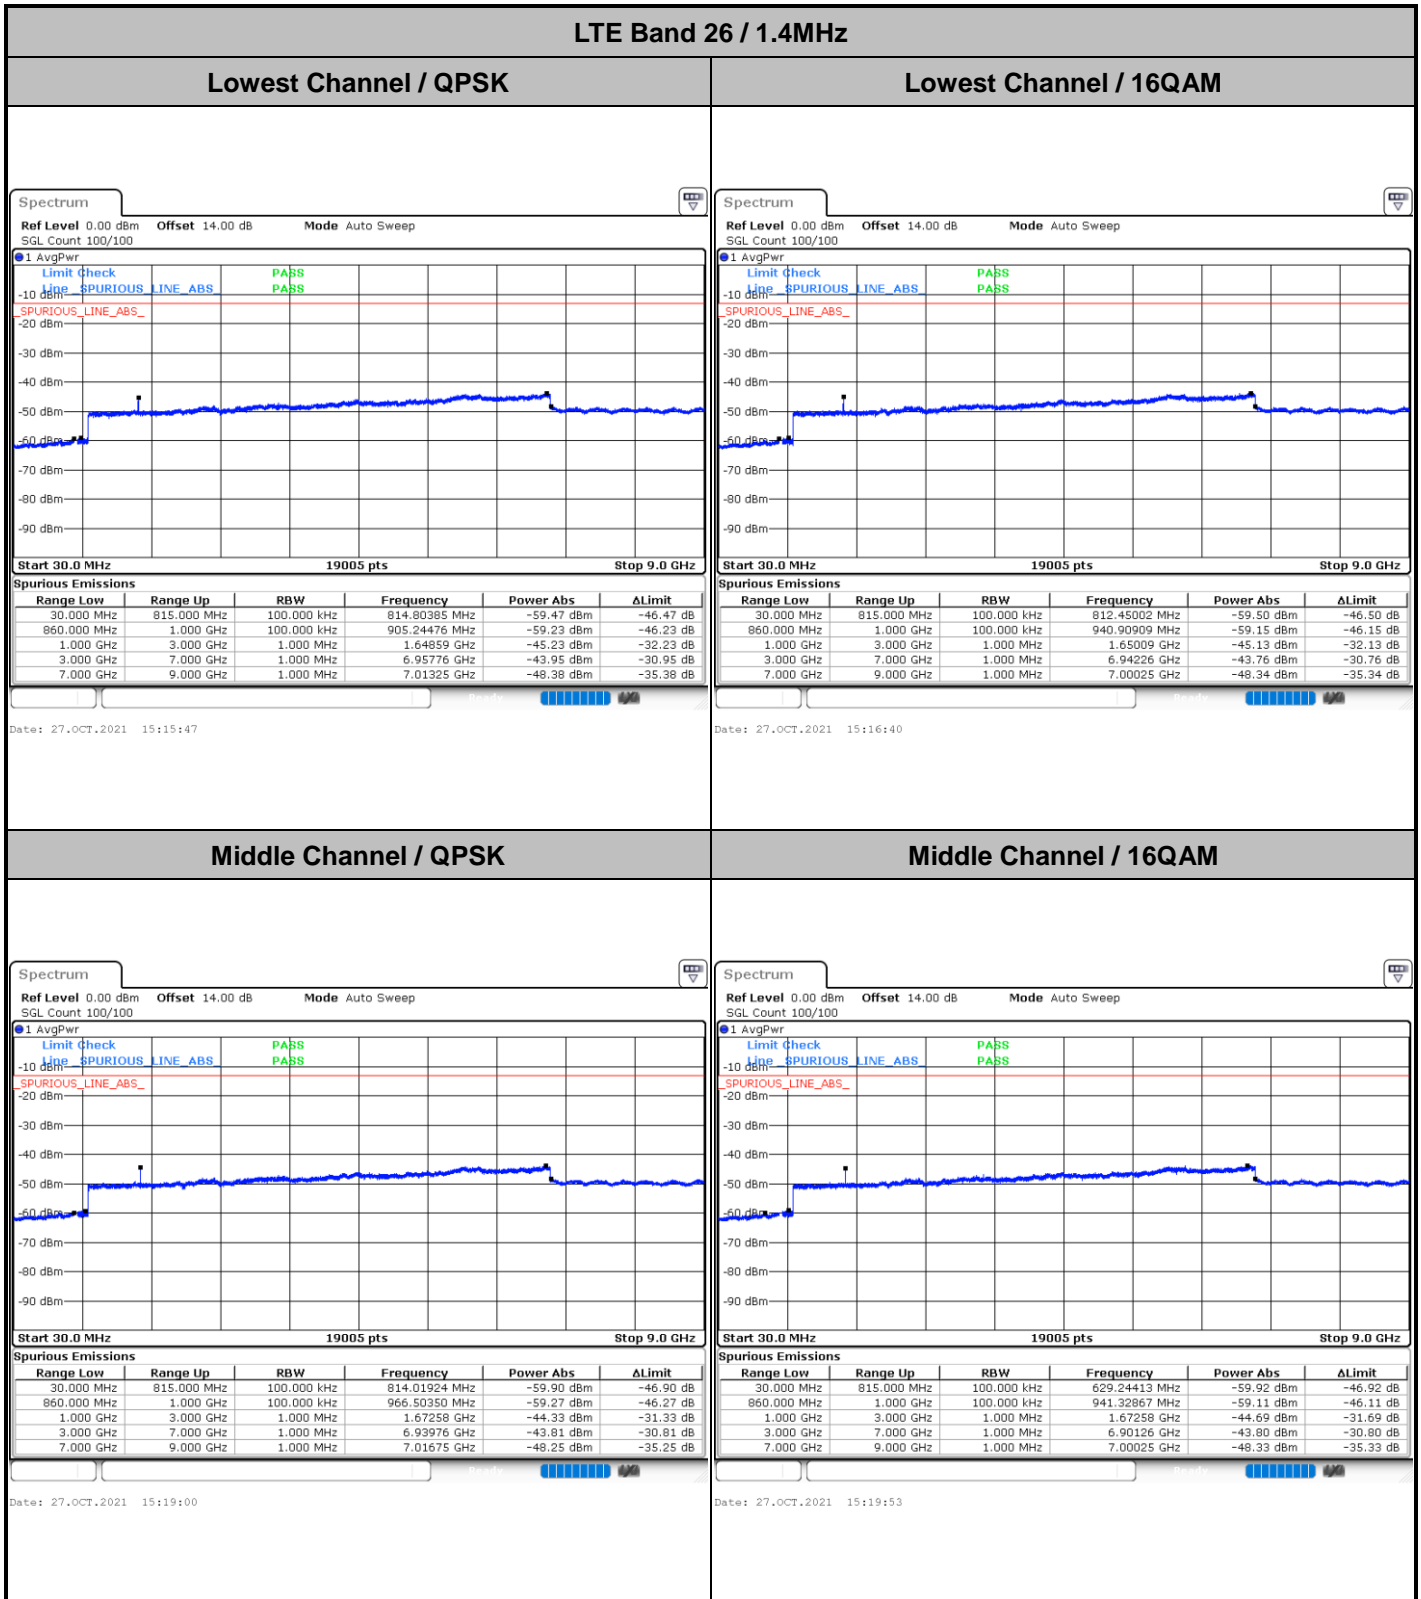 LTE Band 26 / 1.4MHz
Lowest Channel / QPSK
Lowest Channel / 16QAM
Spectrum
Ref Level 0.00 dBm Offset 14.00 dB Mode Auto Sweep
SGL Count 100/100
1 AvgPwr
Limit Check PASS
Line _SPURIOUS_LINE_ABS_ PASS
-10 dBm
_SPURIOUS_LINE_ABS_
-20 dBm
-30 dBm
-40 dBm
-50 dBm
-60 dBm
-70 dBm
-80 dBm
-90 dBm
Start 30.0 MHz 19005 pts Stop 9.0 GHz
Spurious Emissions
Range Low Range Up RBW Frequency Power Abs ΔLimit
30.000 MHz 815.000 MHz 100.000 kHz 814.80385 MHz -59.47 dBm -46.47 dB
860.000 MHz 1.000 GHz 100.000 kHz 905.24476 MHz -59.23 dBm -46.23 dB
1.000 GHz 3.000 GHz 1.000 MHz 1.64859 GHz -45.23 dBm -32.23 dB
3.000 GHz 7.000 GHz 1.000 MHz 6.95776 GHz -43.95 dBm -30.95 dB
7.000 GHz 9.000 GHz 1.000 MHz 7.01325 GHz -48.38 dBm -35.38 dB
Ready
Date: 27.OCT.2021 15:15:47
Spectrum
Ref Level 0.00 dBm Offset 14.00 dB Mode Auto Sweep
SGL Count 100/100
1 AvgPwr
Limit Check PASS
Line _SPURIOUS_LINE_ABS_ PASS
-10 dBm
_SPURIOUS_LINE_ABS_
-20 dBm
-30 dBm
-40 dBm
-50 dBm
-60 dBm
-70 dBm
-80 dBm
-90 dBm
Start 30.0 MHz 19005 pts Stop 9.0 GHz
Spurious Emissions
Range Low Range Up RBW Frequency Power Abs ΔLimit
30.000 MHz 815.000 MHz 100.000 kHz 812.45002 MHz -59.50 dBm -46.50 dB
860.000 MHz 1.000 GHz 100.000 kHz 940.90909 MHz -59.15 dBm -46.15 dB
1.000 GHz 3.000 GHz 1.000 MHz 1.65009 GHz -45.13 dBm -32.13 dB
3.000 GHz 7.000 GHz 1.000 MHz 6.94226 GHz -43.76 dBm -30.76 dB
7.000 GHz 9.000 GHz 1.000 MHz 7.00025 GHz -48.34 dBm -35.34 dB
Ready
Date: 27.OCT.2021 15:16:40
Middle Channel / QPSK
Middle Channel / 16QAM
Spectrum
Ref Level 0.00 dBm Offset 14.00 dB Mode Auto Sweep
SGL Count 100/100
1 AvgPwr
Limit Check PASS
Line _SPURIOUS_LINE_ABS_ PASS
-10 dBm
_SPURIOUS_LINE_ABS_
-20 dBm
-30 dBm
-40 dBm
-50 dBm
-60 dBm
-70 dBm
-80 dBm
-90 dBm
Start 30.0 MHz 19005 pts Stop 9.0 GHz
Spurious Emissions
Range Low Range Up RBW Frequency Power Abs ΔLimit
30.000 MHz 815.000 MHz 100.000 kHz 814.01924 MHz -59.90 dBm -46.90 dB
860.000 MHz 1.000 GHz 100.000 kHz 966.50350 MHz -59.27 dBm -46.27 dB
1.000 GHz 3.000 GHz 1.000 MHz 1.67258 GHz -44.33 dBm -31.33 dB
3.000 GHz 7.000 GHz 1.000 MHz 6.93976 GHz -43.81 dBm -30.81 dB
7.000 GHz 9.000 GHz 1.000 MHz 7.01675 GHz -48.25 dBm -35.25 dB
Ready
Date: 27.OCT.2021 15:19:00
Spectrum
Ref Level 0.00 dBm Offset 14.00 dB Mode Auto Sweep
SGL Count 100/100
1 AvgPwr
Limit Check PASS
Line _SPURIOUS_LINE_ABS_ PASS
-10 dBm
_SPURIOUS_LINE_ABS_
-20 dBm
-30 dBm
-40 dBm
-50 dBm
-60 dBm
-70 dBm
-80 dBm
-90 dBm
Start 30.0 MHz 19005 pts Stop 9.0 GHz
Spurious Emissions
Range Low Range Up RBW Frequency Power Abs ΔLimit
30.000 MHz 815.000 MHz 100.000 kHz 629.24413 MHz -59.92 dBm -46.92 dB
860.000 MHz 1.000 GHz 100.000 kHz 941.32867 MHz -59.11 dBm -46.11 dB
1.000 GHz 3.000 GHz 1.000 MHz 1.67258 GHz -44.69 dBm -31.69 dB
3.000 GHz 7.000 GHz 1.000 MHz 6.90126 GHz -43.80 dBm -30.80 dB
7.000 GHz 9.000 GHz 1.000 MHz 7.00025 GHz -48.33 dBm -35.33 dB
Ready
Date: 27.OCT.2021 15:19:53